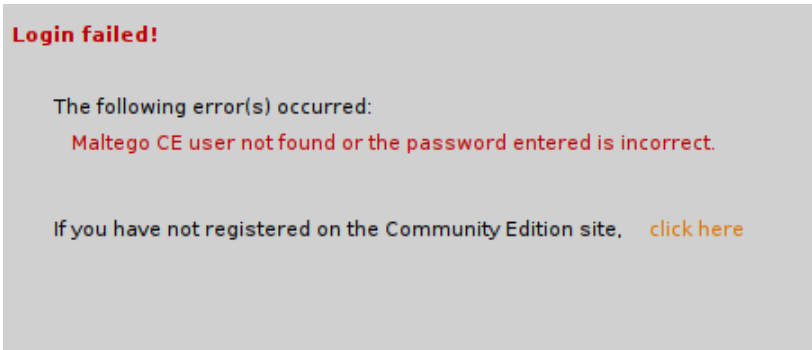 Login failed!
The following error(s) occurred:
Maltego CE user not found or the password entered is incorrect.
If you have not registered on the Community Edition site, click here